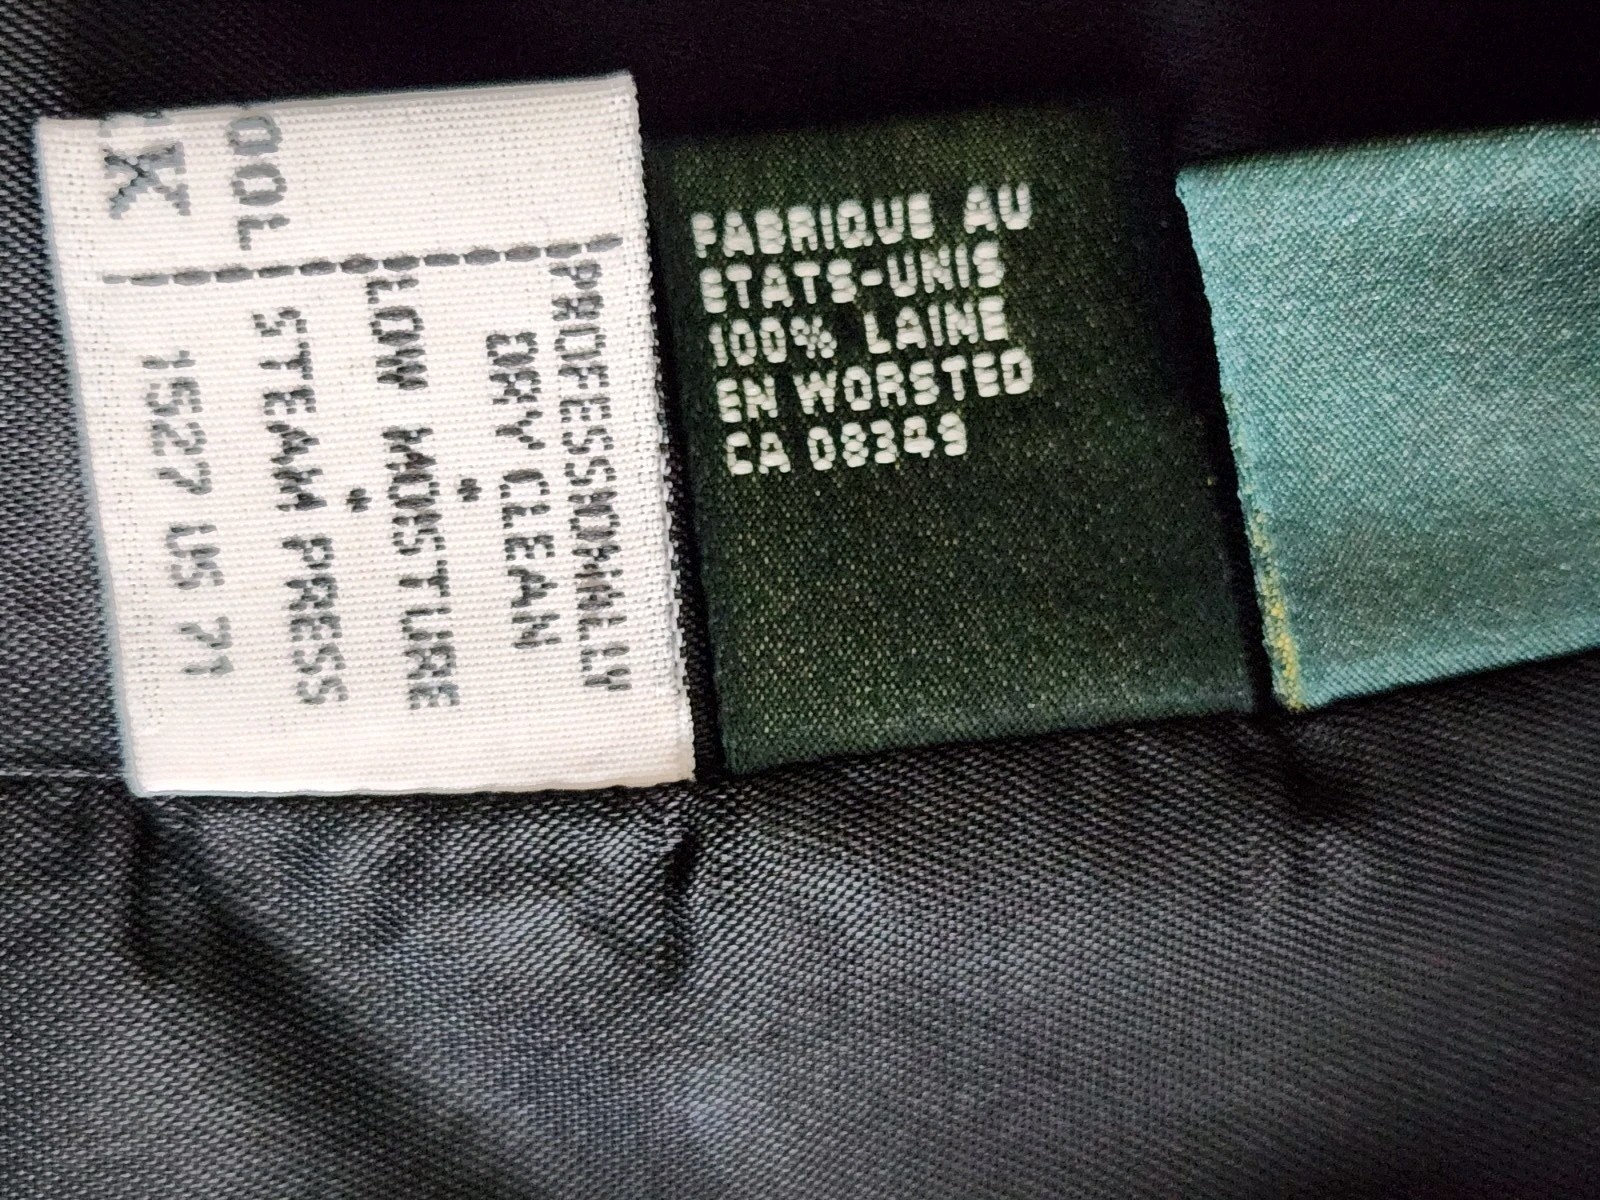 PROFESSIONALLY
DRY CLEAN
"
LOW MOISTURE
"
STEAM PRESS
1527 US 71
FABRIQUE AU
ETATS-UNIS
100% LAINE
EN WORSTED
CA 08349